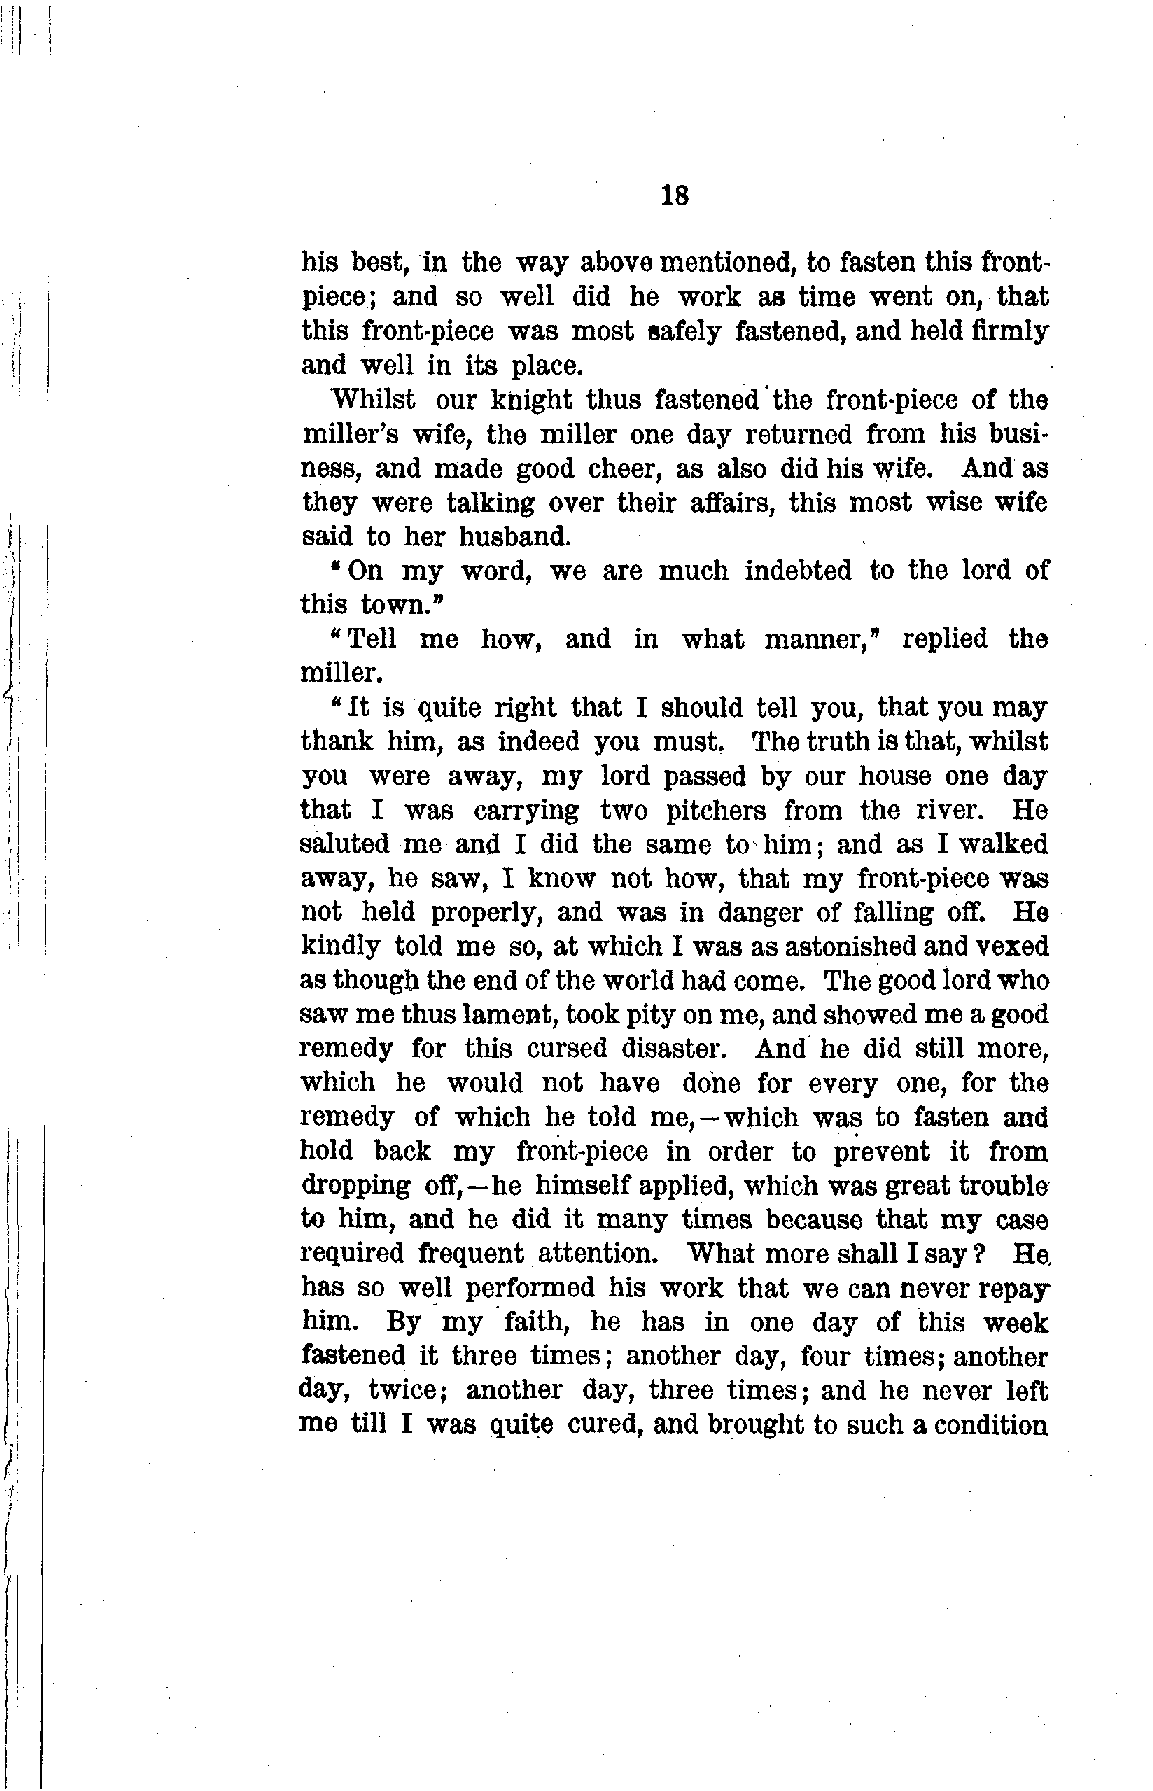 18
his best, in the way above mentioned, to fasten this front-
piece; and so well did he work as time went on, that
this front-piece was most safely fastened, and held firmly
and well in its place.
Whilst our knight thus fastened the front-piece of the
miller's wife, the miller one day returned from his busi-
ness, and made good cheer, as also did his wife. And as
they were talking over their affairs, this most wise wife
said to her husband.
"On my word, we are much indebted to the lord of
this town."
"Tell me how, and in what manner," replied the
miller.
"It is quite right that I should tell you, that you may
thank him, as indeed you must. The truth is that, whilst
you were away, my lord passed by our house one day
that I was carrying two pitchers from the river. He
saluted me and I did the same to him; and as I walked
away, he saw, I know not how, that my front-piece was
not held properly, and was in danger of falling off. He
kindly told me so, at which I was as astonished and vexed
as though the end of the world had come. The good lord who
saw me thus lament, took pity on me, and showed me a good
remedy for this cursed disaster. And he did still more,
which he would not have done for every one, for the
remedy of which he told me,—which was to fasten and
hold back my front-piece in order to prevent it from
dropping off,—he himself applied, which was great trouble
to him, and he did it many times because that my case
required frequent attention. What more shall I say? He
has so well performed his work that we can never repay
him. By my faith, he has in one day of this week
fastened it three times; another day, four times; another
day, twice; another day, three times; and he never left
me till I was quite cured, and brought to such a condition